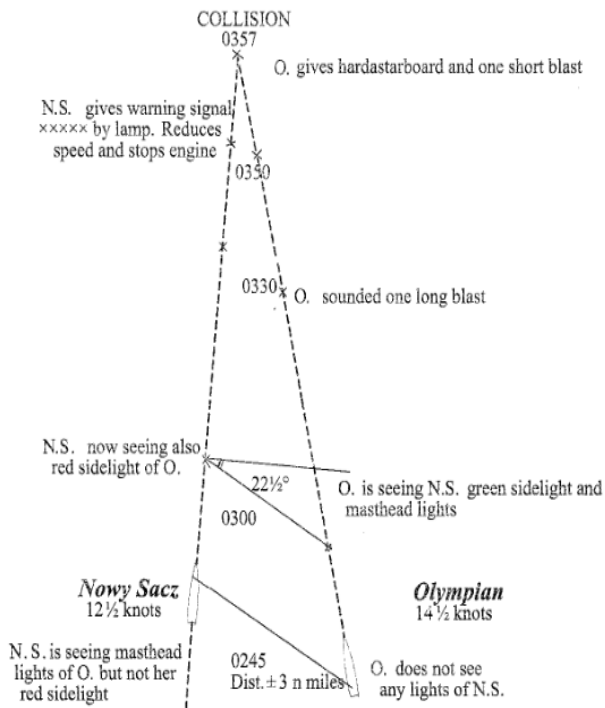 COLLISION
0357
O. gives hardastarboard and one short blast
N.S. gives warning signal
××××× by lamp. Reduces
speed and stops engine
0350
0330
O. sounded one long blast
N.S. now seeing also
red sidelight of O.
22½°
O. is seeing N.S. green sidelight and
masthead lights
0300
Nowy Sacz
12½ knots
Olympian
14½ knots
N.S. is seeing masthead
lights of O. but not her
red sidelight
0245
Dist. ± 3 n miles
O. does not see
any lights of N.S.